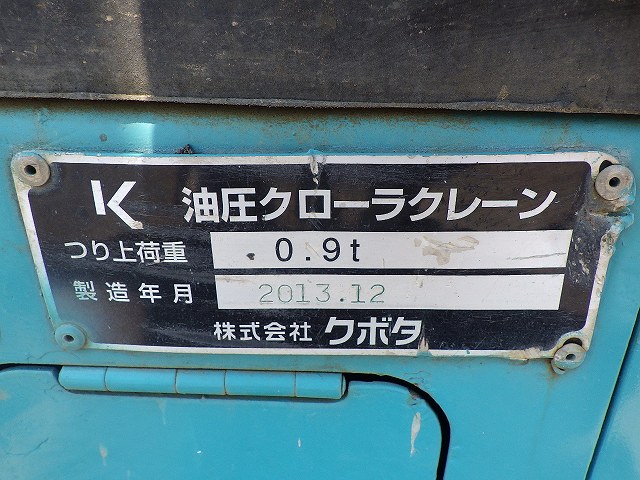 K 油圧クローラクレーン
つり上荷重 0.9t
製造年月 2013.12
株式会社 クボタ